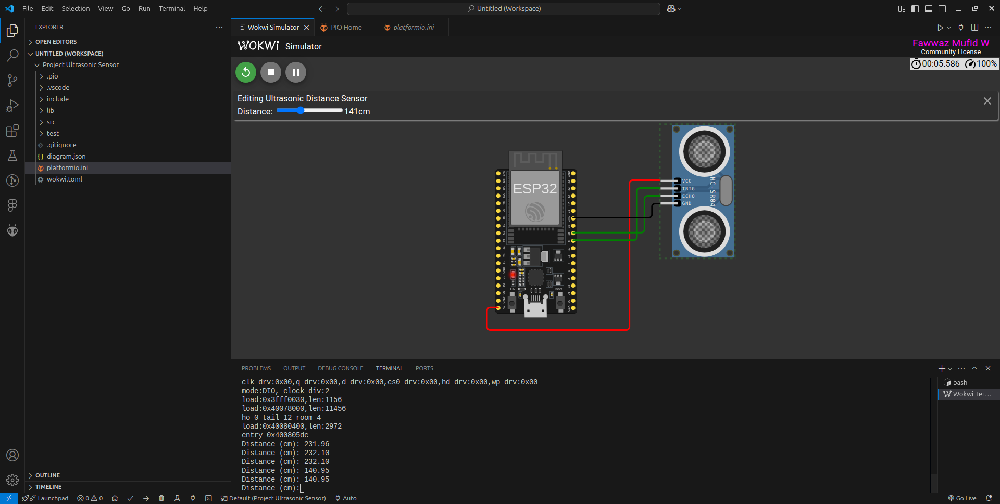 File Edit Selection View Go Run Terminal Help
Untitled (Workspace)
EXPLORER
OPEN EDITORS
UNTITLED (WORKSPACE)
Project Ultrasonic Sensor
.pio
.vscode
include
lib
src
test
.gitignore
diagram.json
platformio.ini
wokwi.toml
OUTLINE
TIMELINE
Wokwi Simulator PIO Home platformio.ini
WOKWI Simulator
Fawwaz Mufid W
Community License
00:05.586 100%
Editing Ultrasonic Distance Sensor
Distance: 141cm
ESP32
EN Boot
VCC
TRIG
ECHO
GND
HC-SR04
PROBLEMS OUTPUT DEBUG CONSOLE TERMINAL PORTS
clk_drv:0x00,q_drv:0x00,d_drv:0x00,cs0_drv:0x00,hd_drv:0x00,wp_drv:0x00
mode:DIO, clock div:2
load:0x3fff0030,len:1156
load:0x40078000,len:11456
ho 0 tail 12 room 4
load:0x40080400,len:2972
entry 0x400805dc
Distance (cm): 231.96
Distance (cm): 232.10
Distance (cm): 232.10
Distance (cm): 140.95
Distance (cm): 140.95
Distance (cm):
bash
Wokwi Ter...
Launchpad 0 0 Default (Project Ultrasonic Sensor) Auto Go Live